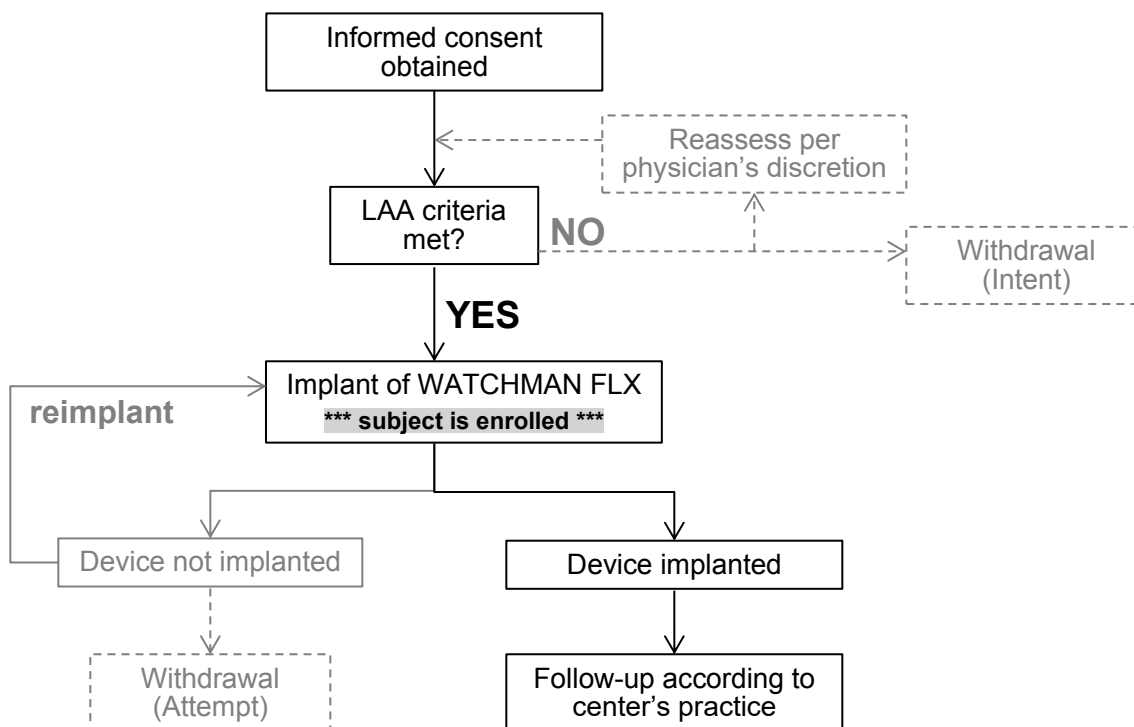 Informed consent
obtained
Reassess per
physician's discretion
LAA criteria
met?
NO
Withdrawal
(Intent)
YES
Implant of WATCHMAN FLX
*** subject is enrolled ***
reimplant
Device not implanted
Device implanted
Withdrawal
(Attempt)
Follow-up according to
center's practice